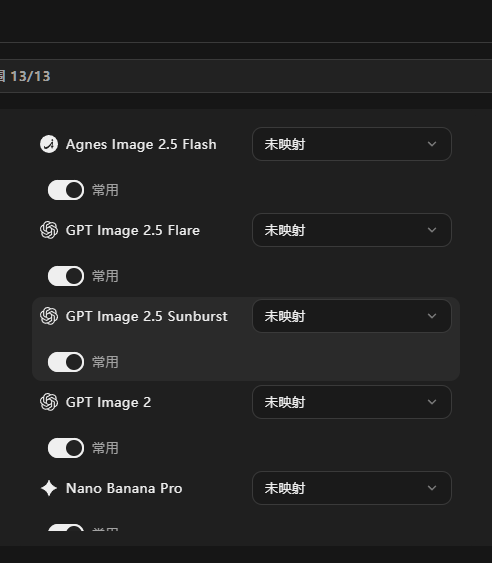 13/13
Agnes Image 2.5 Flash
未映射
常用
GPT Image 2.5 Flare
未映射
常用
GPT Image 2.5 Sunburst
未映射
常用
GPT Image 2
未映射
常用
Nano Banana Pro
未映射